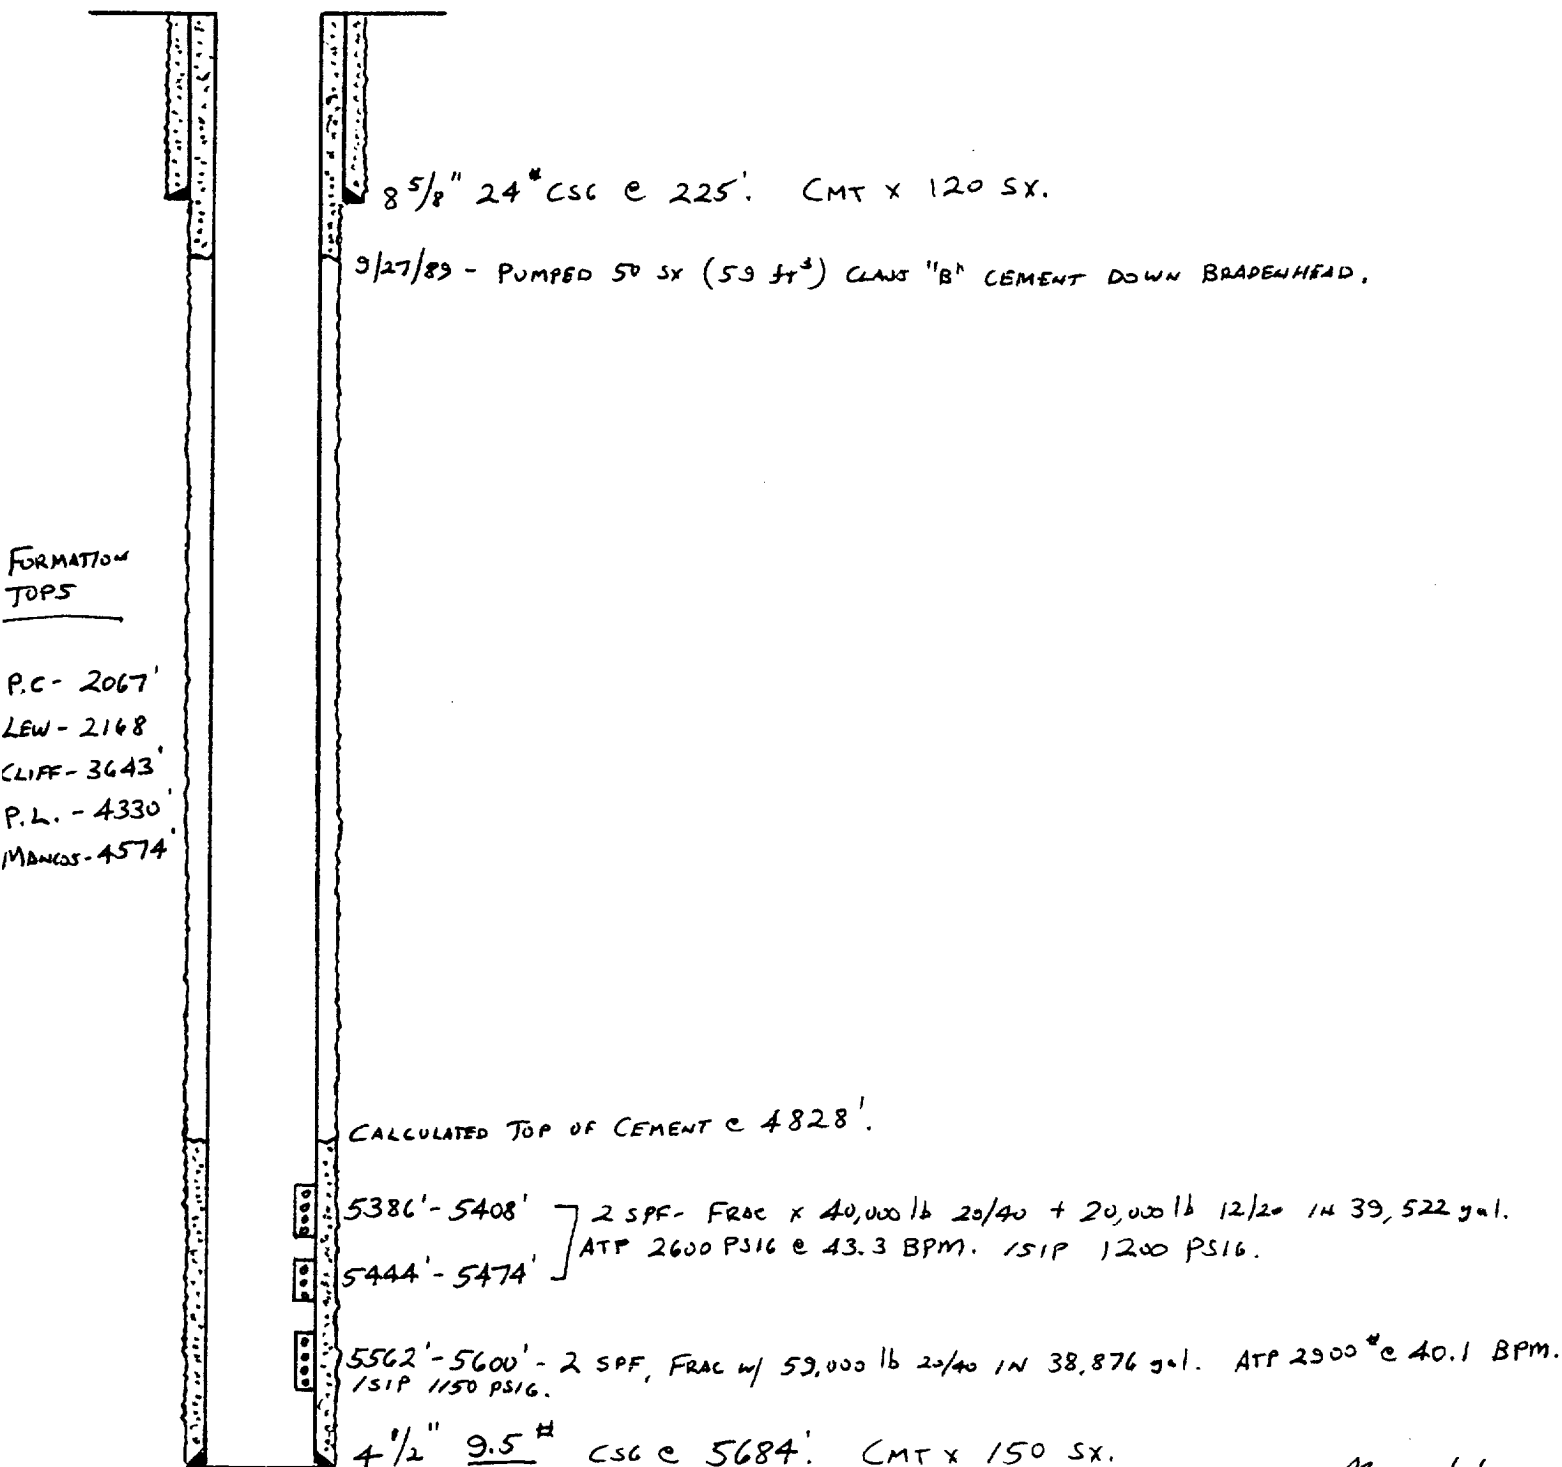 8 5/8" 24# CSG @ 225'. CMT x 120 SX.
9/27/89 - PUMPED 50 SX (59 ft³) CLASS "B" CEMENT DOWN BRADENHEAD.
FORMATION
TOPS
P.C - 2067'
LEW - 2168
CLIFF - 3643'
P.L. - 4330'
MANCOS - 4574'
CALCULATED TOP OF CEMENT @ 4828'.
5386'-5408' 2 SPF- FRAC x 40,000 lb 20/40 + 20,000 lb 12/20 IN 39,522 gal.
ATP 2600 PSIG @ 43.3 BPM. ISIP 1200 PSIG.
5444'-5474'
5562'-5600' - 2 SPF, FRAC w/ 59,000 lb 20/40 IN 38,876 gal. ATP 2900# @ 40.1 BPM.
ISIP 1150 PSIG.
4 1/2" 9.5# CSG @ 5684'. CMT x 150 SX.